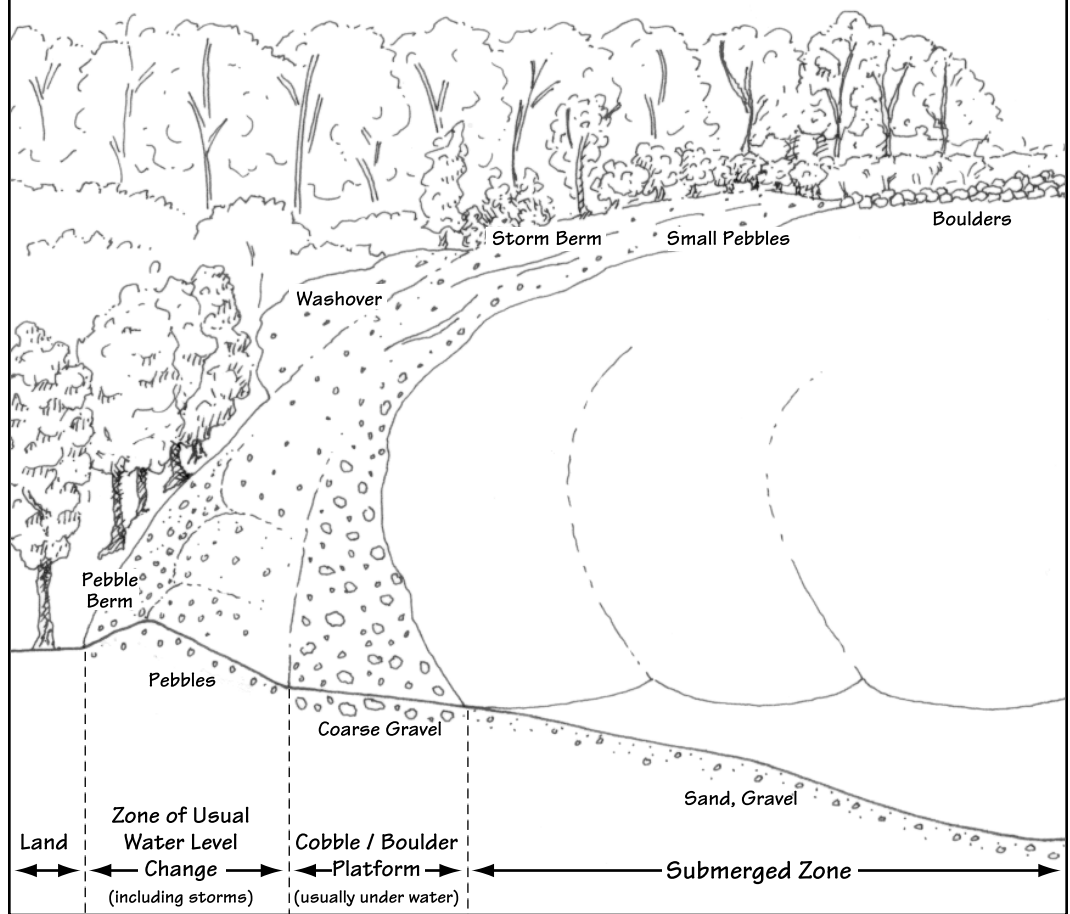 Boulders
Storm Berm
Small Pebbles
Washover
Pebble
Berm
Pebbles
Coarse Gravel
Sand, Gravel
Land
Zone of Usual
Water Level
Change
(including storms)
Cobble / Boulder
Platform
(usually under water)
Submerged Zone